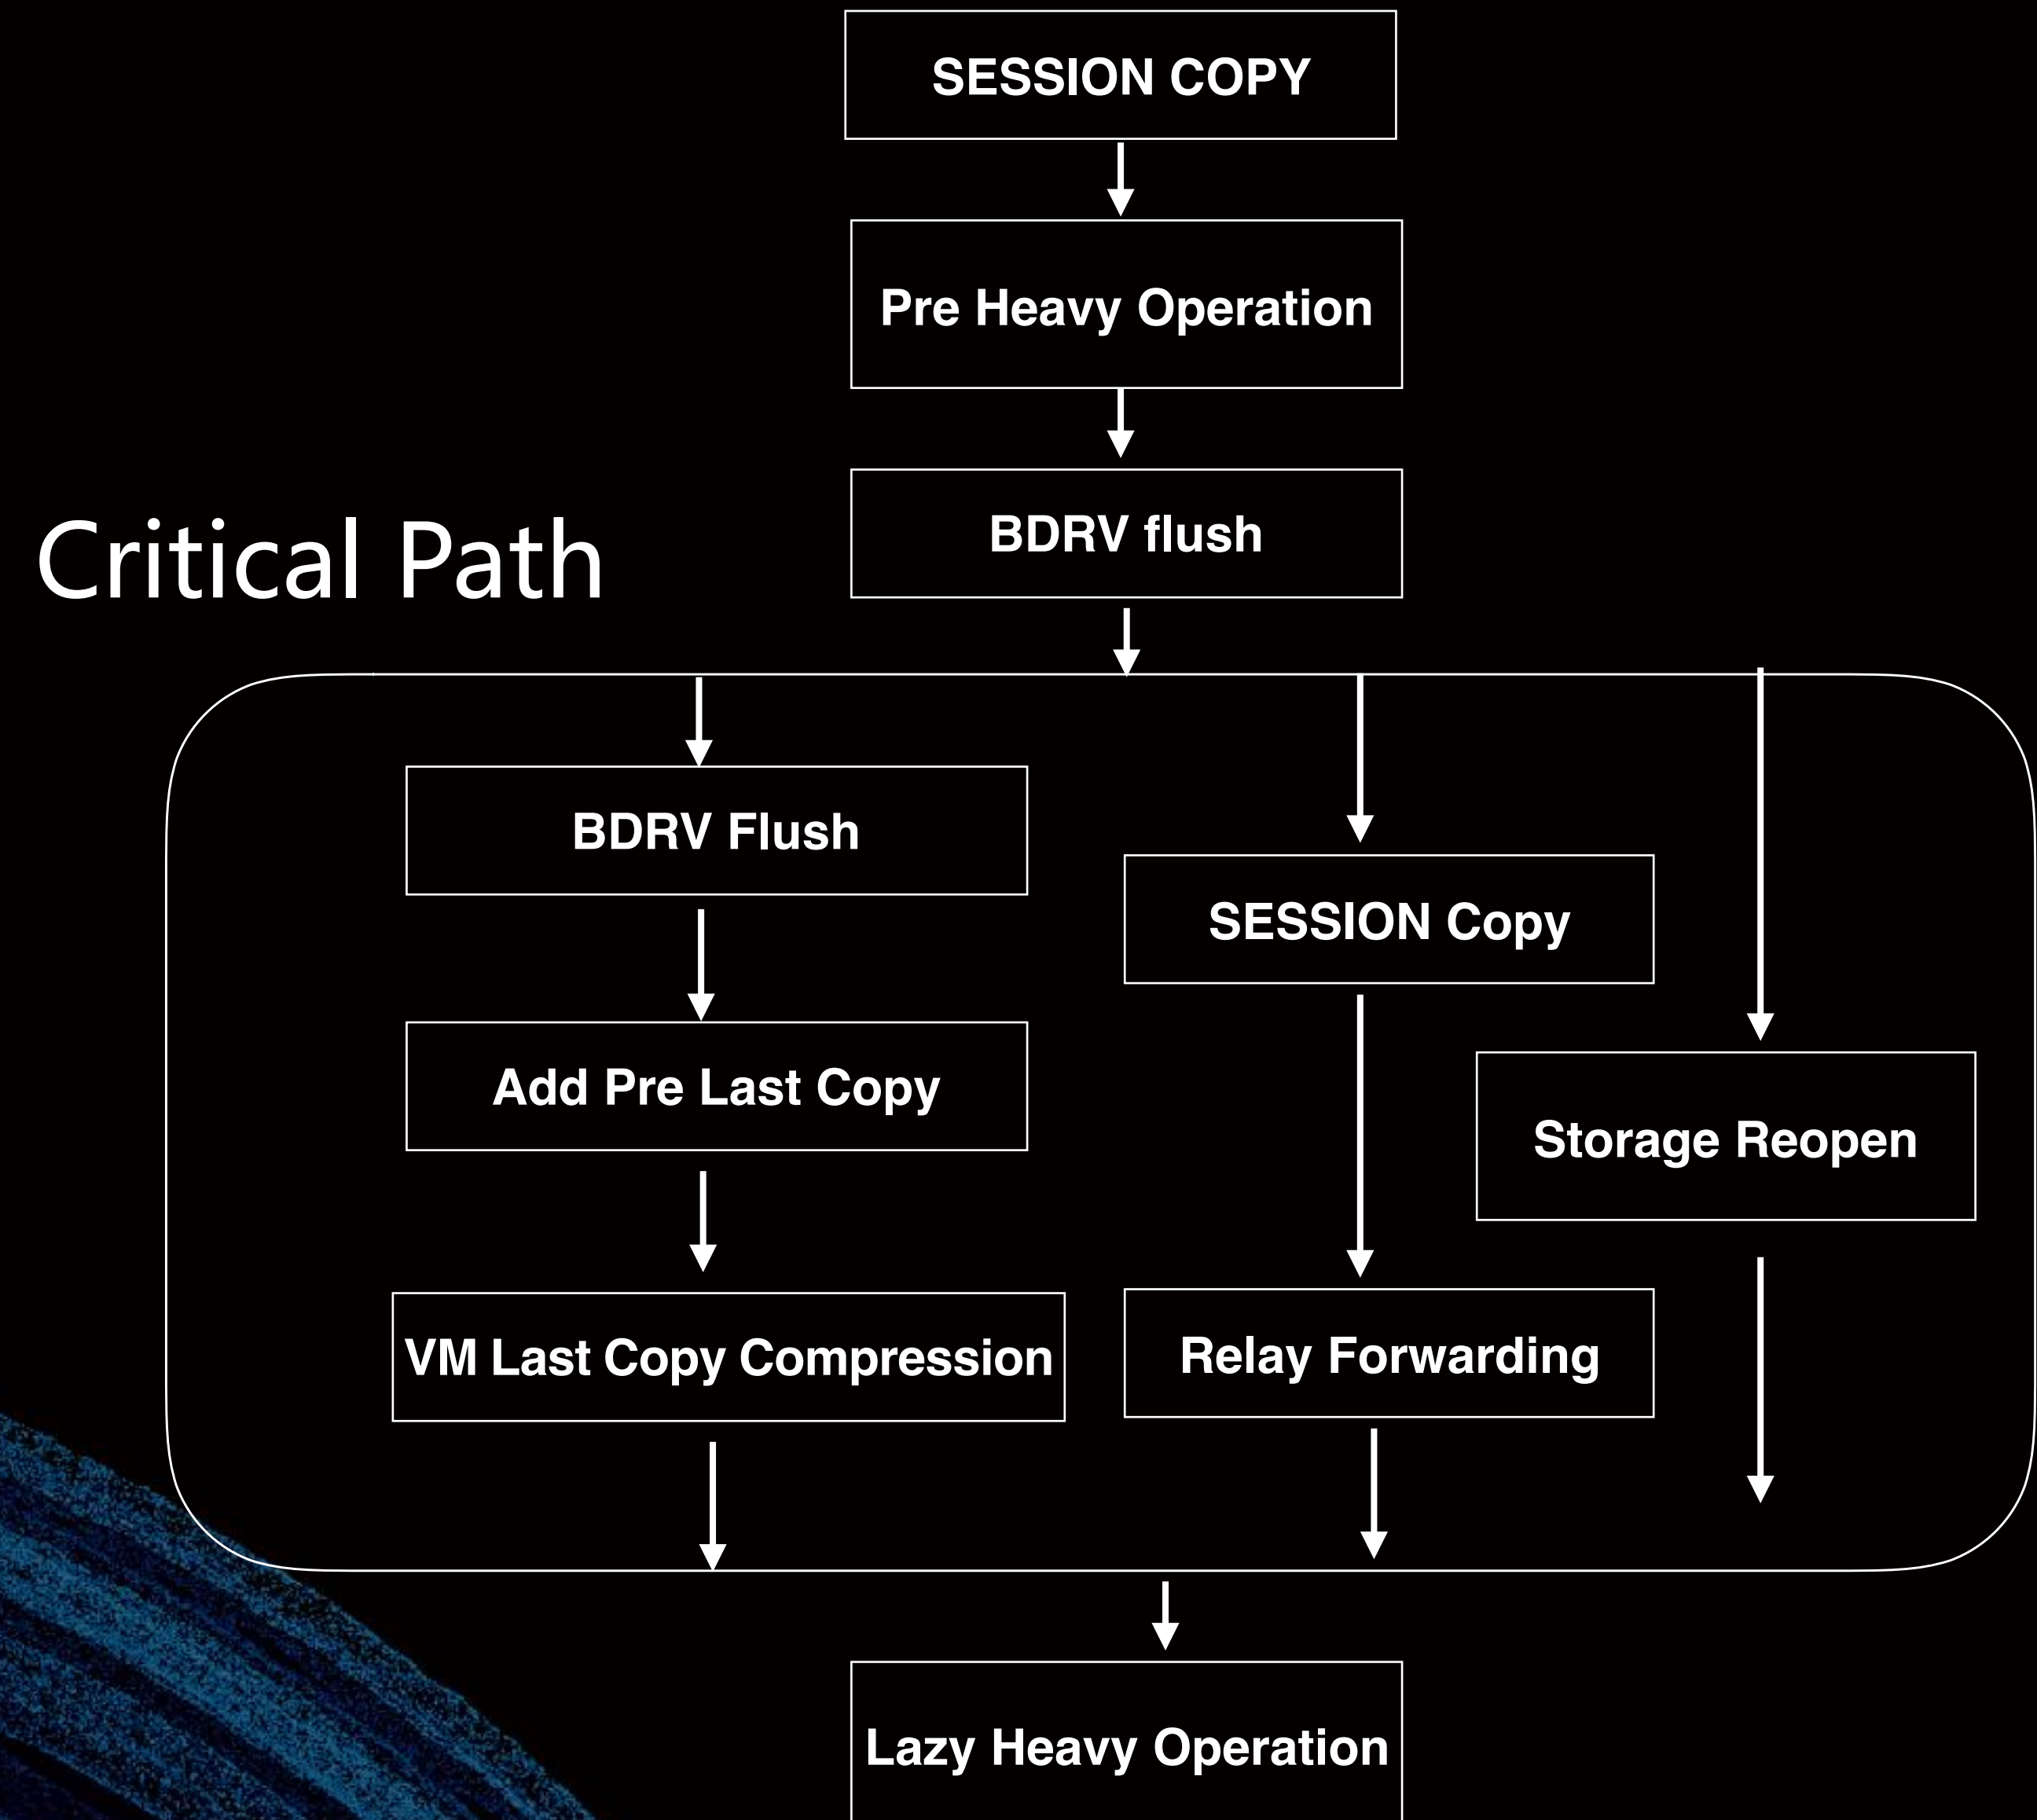 SESSION COPY
Pre Heavy Operation
BDRV flush
Critical Path
BDRV Flush
SESSION Copy
Add Pre Last Copy
Storage Reopen
VM Last Copy Compression
Relay Forwarding
Lazy Heavy Operation